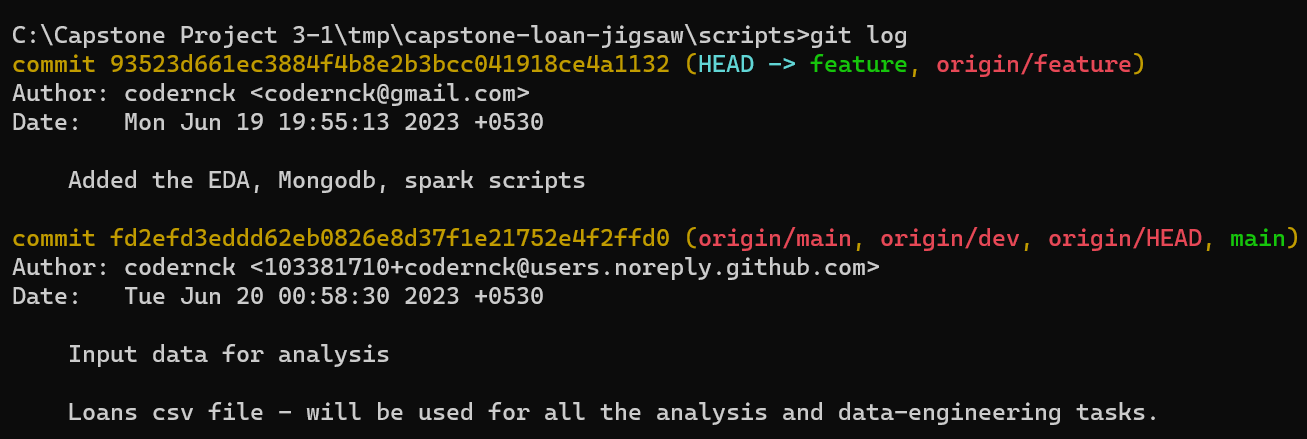 C:\Capstone Project 3-1\tmp\capstone-loan-jigsaw\scripts>git log
commit 93523d661ec3884f4b8e2b3bcc041918ce4a1132 (HEAD -> feature, origin/feature)
Author: codernck <codernck@gmail.com>
Date:   Mon Jun 19 19:55:13 2023 +0530
    Added the EDA, Mongodb, spark scripts
commit fd2efd3eddd62eb0826e8d37f1e21752e4f2ffd0 (origin/main, origin/dev, origin/HEAD, main)
Author: codernck <103381710+codernck@users.noreply.github.com>
Date:   Tue Jun 20 00:58:30 2023 +0530
    Input data for analysis
    Loans csv file - will be used for all the analysis and data-engineering tasks.